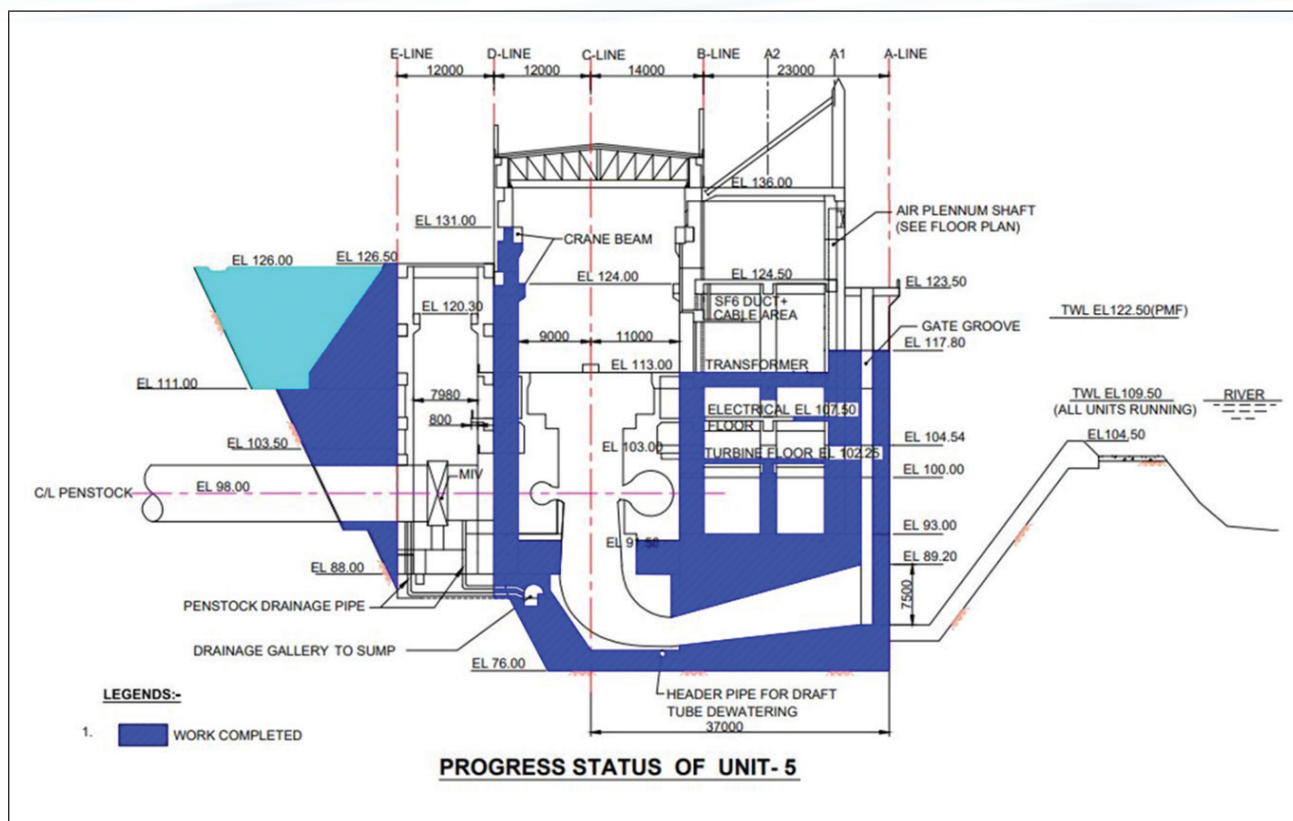 E-LINE
D-LINE
C-LINE
B-LINE
A2
A1
A-LINE
12000
12000
14000
23000
EL 136.00
AIR PLENNUM SHAFT
(SEE FLOOR PLAN)
EL 131.00
CRANE BEAM
EL 126.00
EL 126.50
EL 124.00
EL 124.50
EL 123.50
SF6 DUCT+
CABLE AREA
EL 120.30
TWL EL122.50(PMF)
GATE GROOVE
9000
11000
EL 117.80
EL 113.00
TRANSFORMER
EL 111.00
7980
800
ELECTRICAL EL 107.50
FLOOR
TWL EL109.50
(ALL UNITS RUNNING)
RIVER
EL 103.50
EL 103.00
TURBINE FLOOR EL 102.25
EL 104.54
EL104.50
MIV
EL 100.00
C/L PENSTOCK
EL 98.00
EL 93.00
EL 91.50
EL 89.20
EL 88.00
7500
PENSTOCK DRAINAGE PIPE
DRAINAGE GALLERY TO SUMP
EL 76.00
HEADER PIPE FOR DRAFT
TUBE DEWATERING
37000
LEGENDS:-
1.
WORK COMPLETED
PROGRESS STATUS OF UNIT- 5